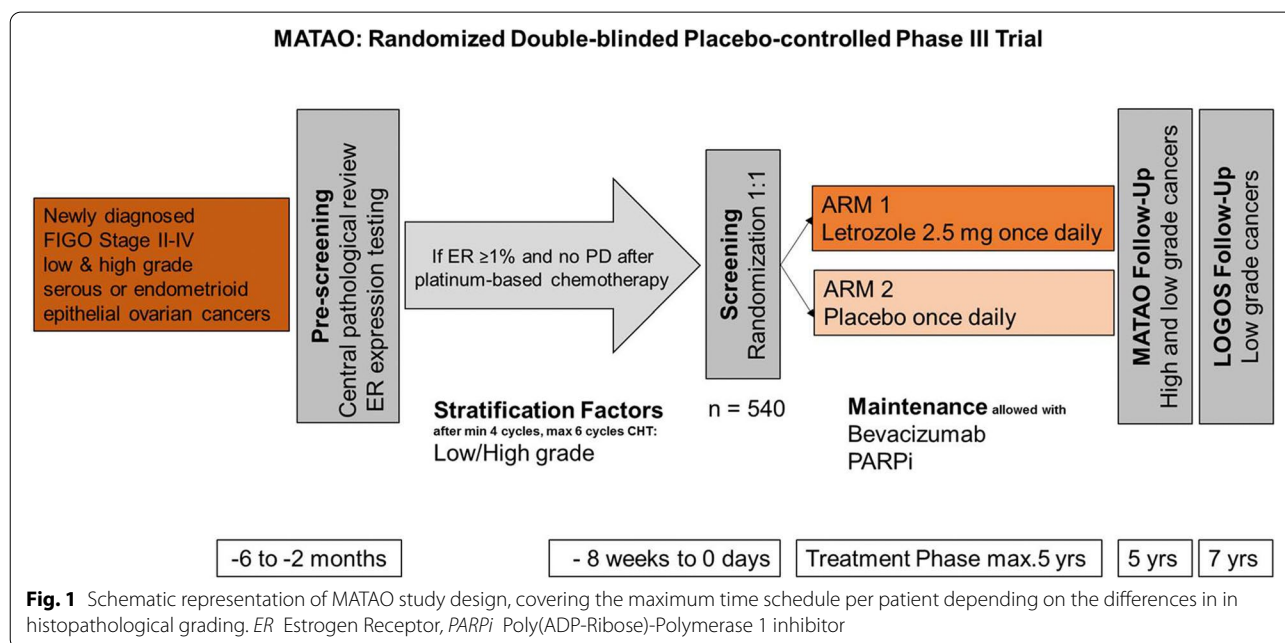 MATAO: Randomized Double-blinded Placebo-controlled Phase III Trial
Newly diagnosed
FIGO Stage II-IV
low & high grade
serous or endometrioid
epithelial ovarian cancers
Pre-screening
Central pathological review
ER expression testing
If ER ≥1% and no PD after
platinum-based chemotherapy
Stratification Factors
after min 4 cycles, max 6 cycles CHT:
Low/High grade
Screening
Randomization 1:1
n = 540
ARM 1
Letrozole 2.5 mg once daily
ARM 2
Placebo once daily
Maintenance allowed with
Bevacizumab
PARPi
MATAO Follow-Up
High and low grade cancers
LOGOS Follow-Up
Low grade cancers
-6 to -2 months
- 8 weeks to 0 days
Treatment Phase max.5 yrs
5 yrs
7 yrs
Fig. 1 Schematic representation of MATAO study design, covering the maximum time schedule per patient depending on the differences in in
histopathological grading. ER Estrogen Receptor, PARPi Poly(ADP-Ribose)-Polymerase 1 inhibitor